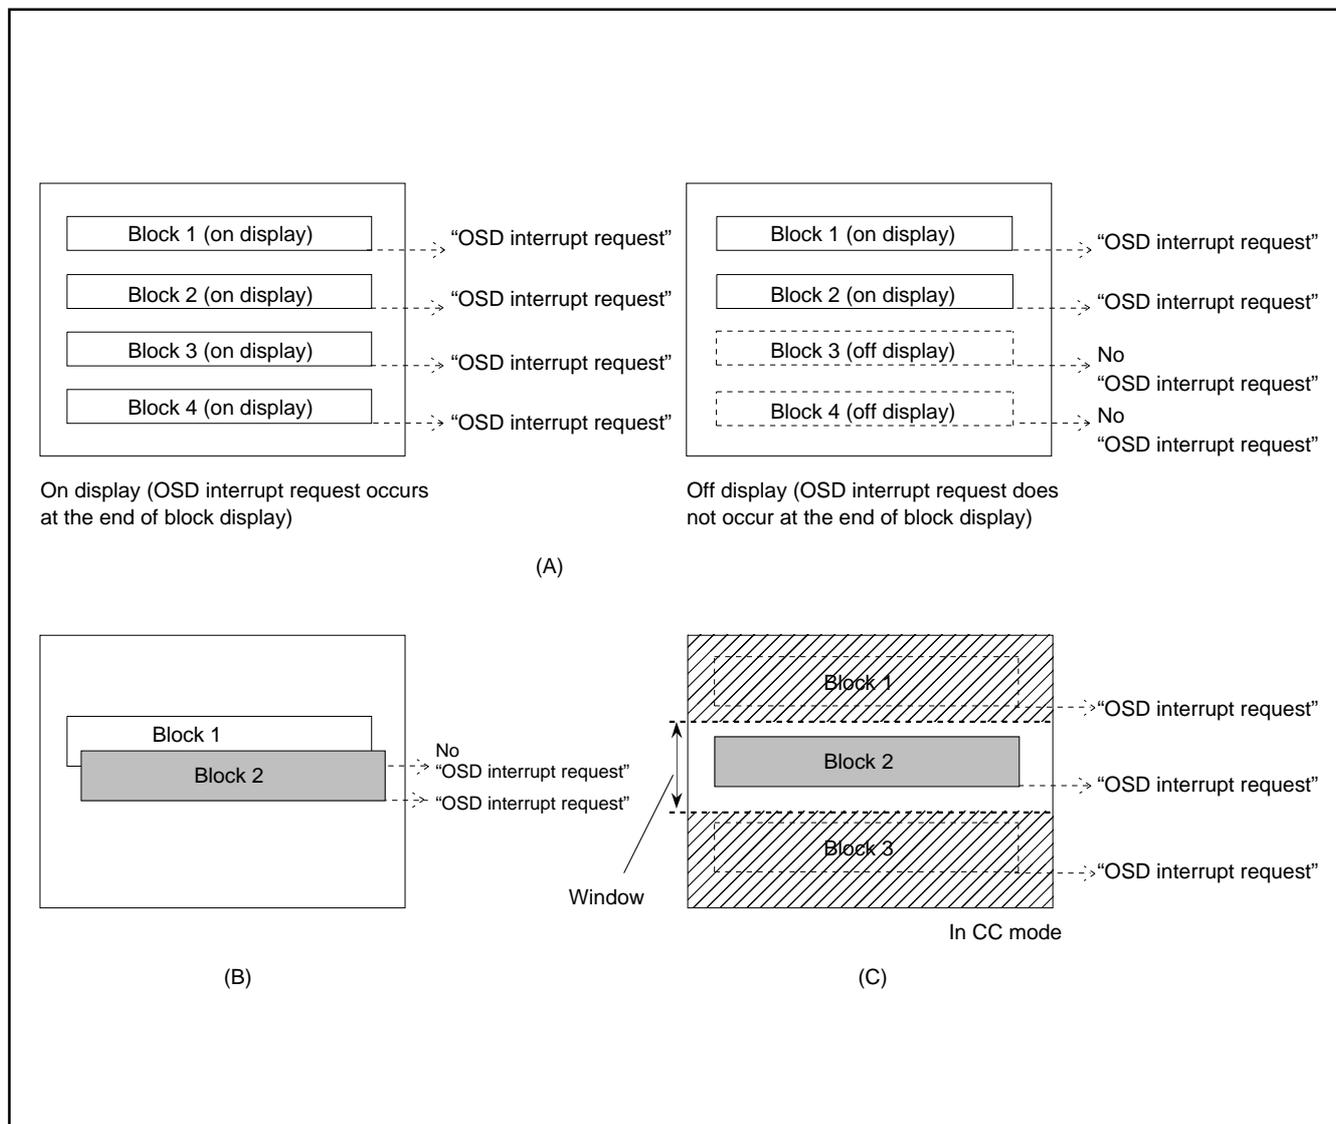 Block 1 (on display)
“OSD interrupt request”
Block 2 (on display)
“OSD interrupt request”
Block 3 (on display)
“OSD interrupt request”
Block 4 (on display)
“OSD interrupt request”
On display (OSD interrupt request occurs
at the end of block display)
Block 1 (on display)
“OSD interrupt request”
Block 2 (on display)
“OSD interrupt request”
Block 3 (off display)
No
“OSD interrupt request”
Block 4 (off display)
No
“OSD interrupt request”
Off display (OSD interrupt request does
not occur at the end of block display)
(A)
Block 1
Block 2
No
“OSD interrupt request”
“OSD interrupt request”
(B)
Block 1
“OSD interrupt request”
Block 2
“OSD interrupt request”
Block 3
“OSD interrupt request”
Window
In CC mode
(C)